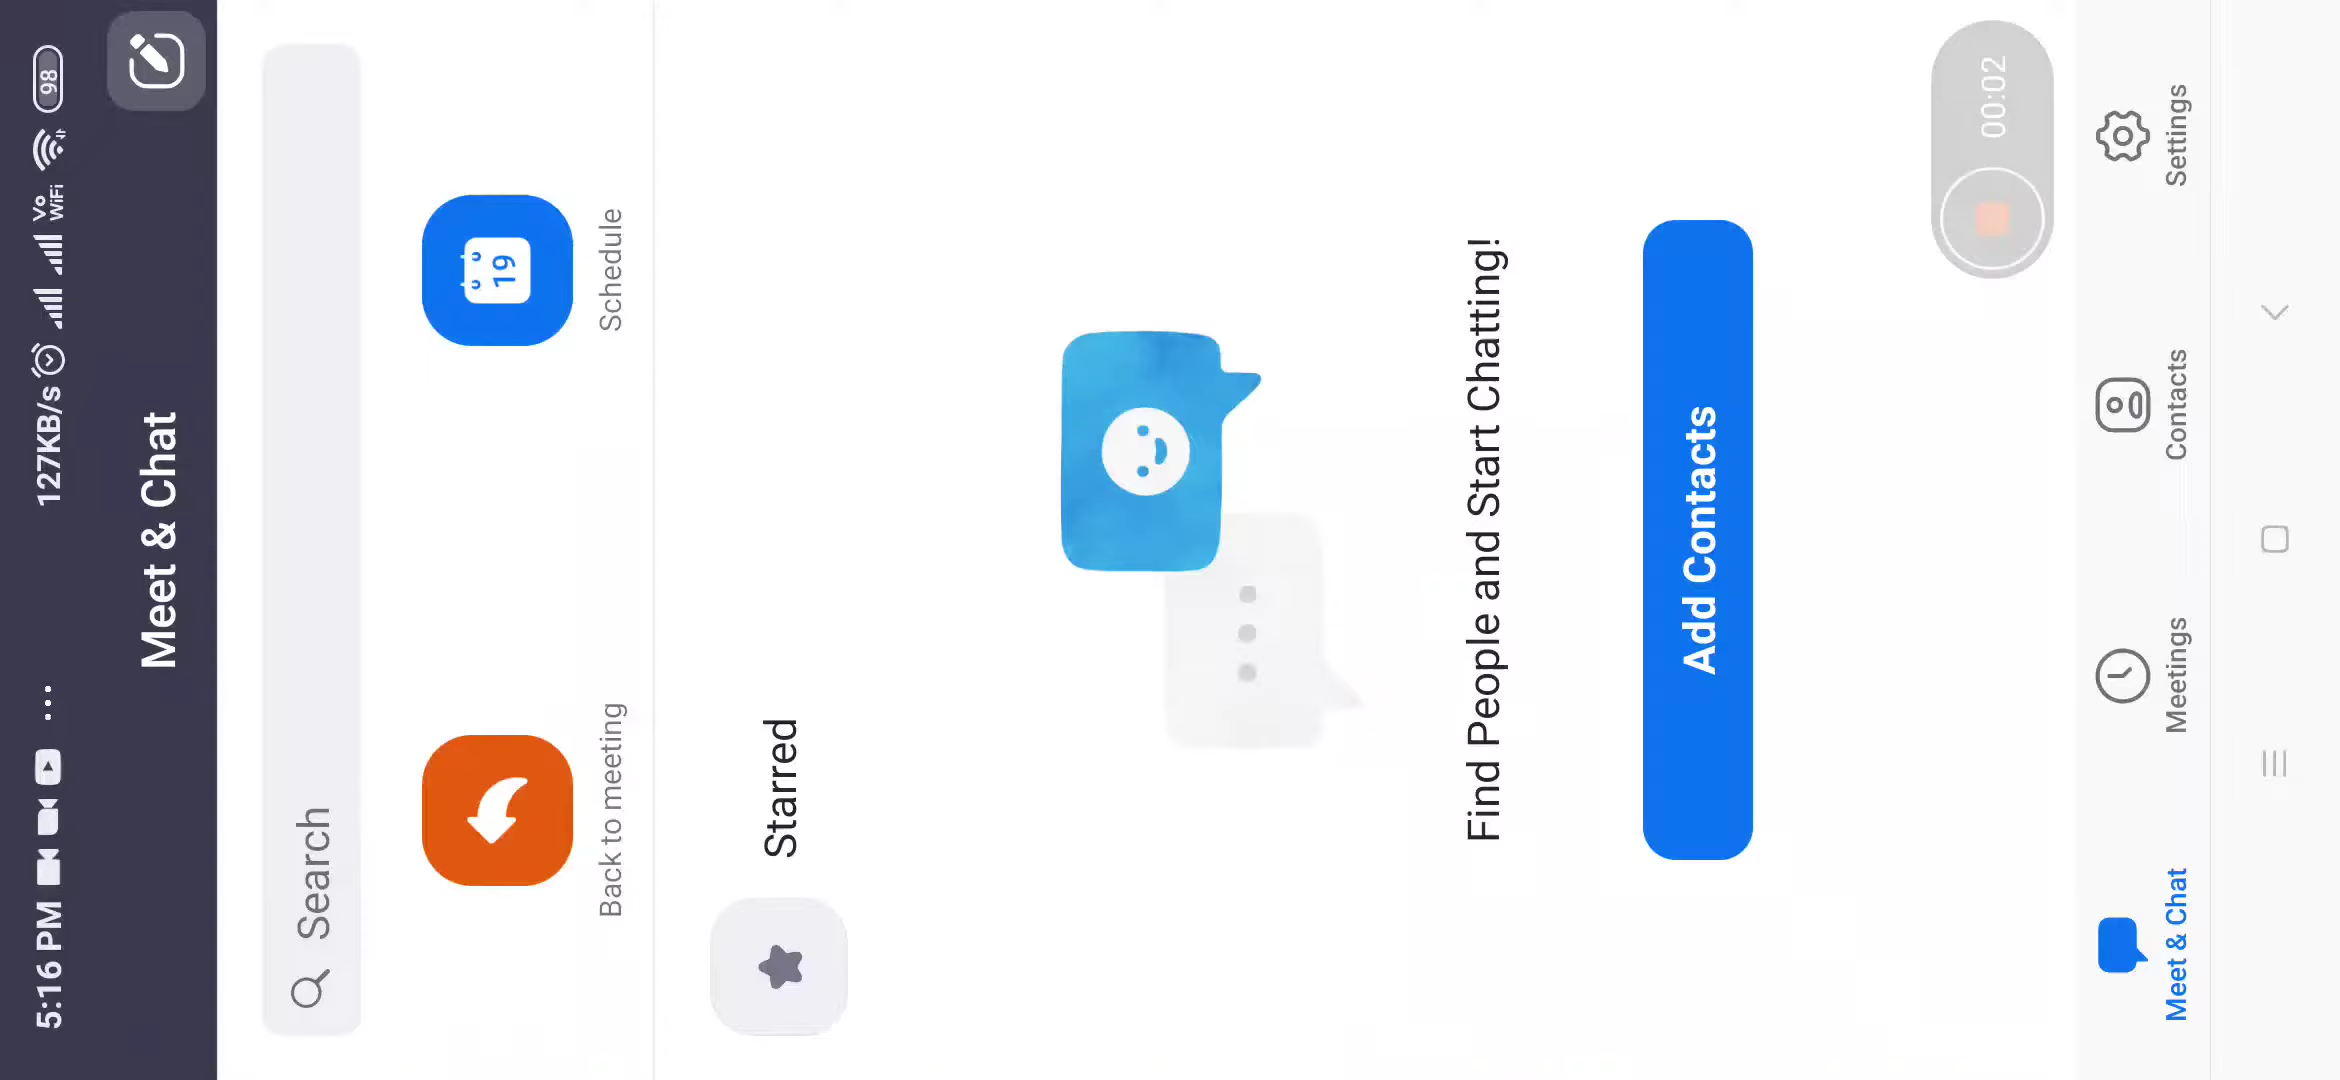 5:16 PM ... 127KB/s Vo WiFi 98
Meet & Chat
Search
Back to meeting
19
Schedule
Starred
Find People and Start Chatting!
Add Contacts
00:02
Meet & Chat
Meetings
Contacts
Settings